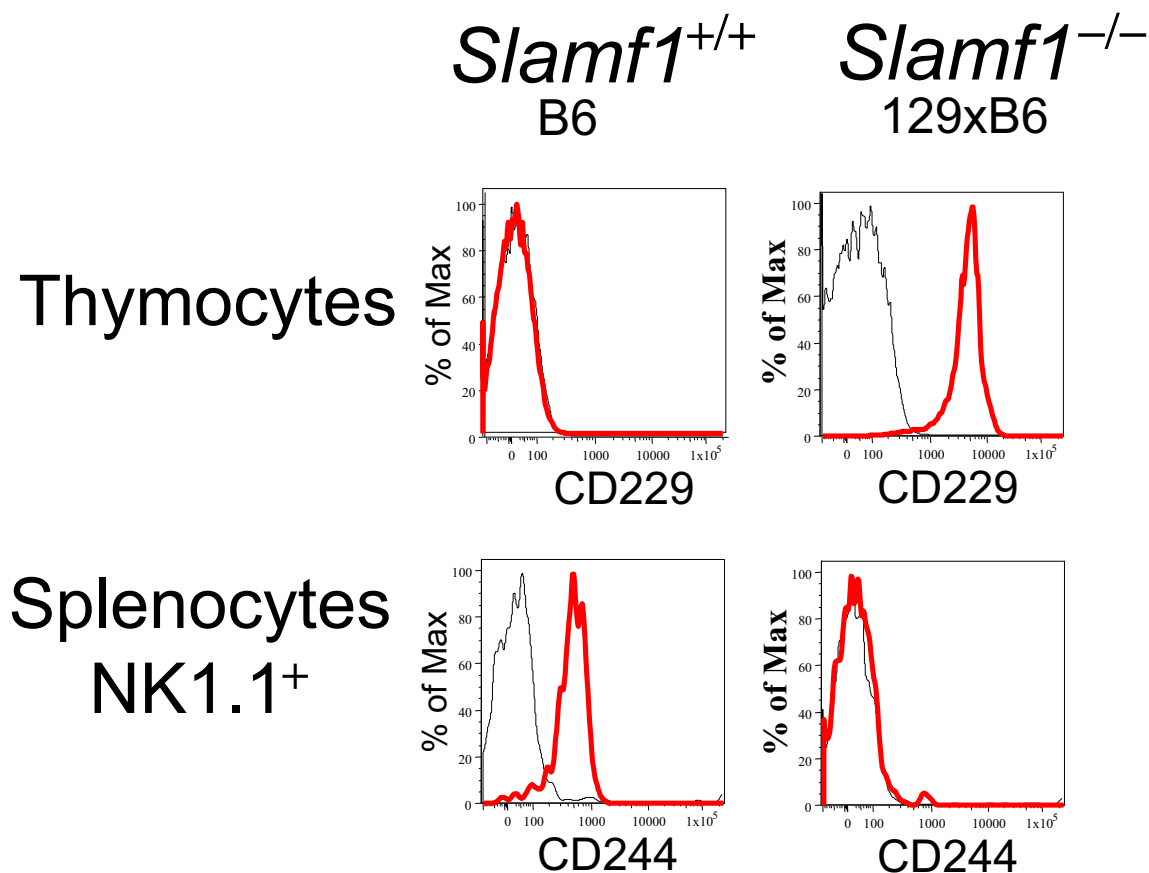 Slamf1+/+ Slamf1–/–
B6 129xB6
Thymocytes
% of Max
100
80
60
40
20
0
0 100 1000 10000 1x10⁵
CD229
% of Max
100
80
60
40
20
0
0 100 1000 10000 1x10⁵
CD229
Splenocytes
NK1.1+
% of Max
100
80
60
40
20
0
0 100 1000 10000 1x10⁵
CD244
% of Max
100
80
60
40
20
0
0 100 1000 10000 1x10⁵
CD244